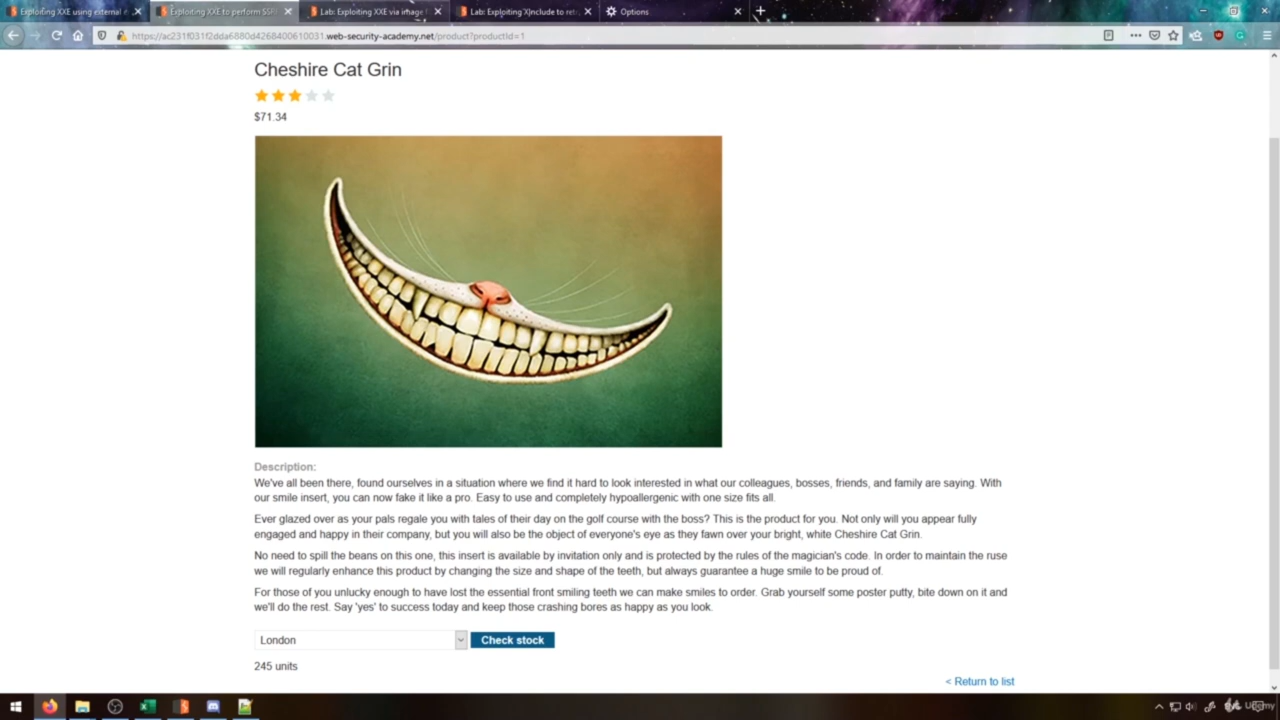 Exploiting XXE using external e
Exploiting XXE to perform SSR
Lab: Exploiting XXE via image f
Lab: Exploiting XInclude to retr
Options
https://ac231f031f2dda6880d4268400610031.web-security-academy.net/product?productId=1
Cheshire Cat Grin
$71.34
Description:
We've all been there, found ourselves in a situation where we find it hard to look interested in what our colleagues, bosses, friends, and family are saying. With
our smile insert, you can now fake it like a pro. Easy to use and completely hypoallergenic with one size fits all.
Ever glazed over as your pals regale you with tales of their day on the golf course with the boss? This is the product for you. Not only will you appear fully
engaged and happy in their company, but you will also be the object of everyone's eye as they fawn over your bright, white Cheshire Cat Grin.
No need to spill the beans on this one, this insert is available by invitation only and is protected by the rules of the magician's code. In order to maintain the ruse
we will regularly enhance this product by changing the size and shape of the teeth, but always guarantee a huge smile to be proud of.
For those of you unlucky enough to have lost the essential front smiling teeth we can make smiles to order. Grab yourself some poster putty, bite down on it and
we'll do the rest. Say 'yes' to success today and keep those crashing bores as happy as you look.
London
Check stock
245 units
< Return to list
Udemy